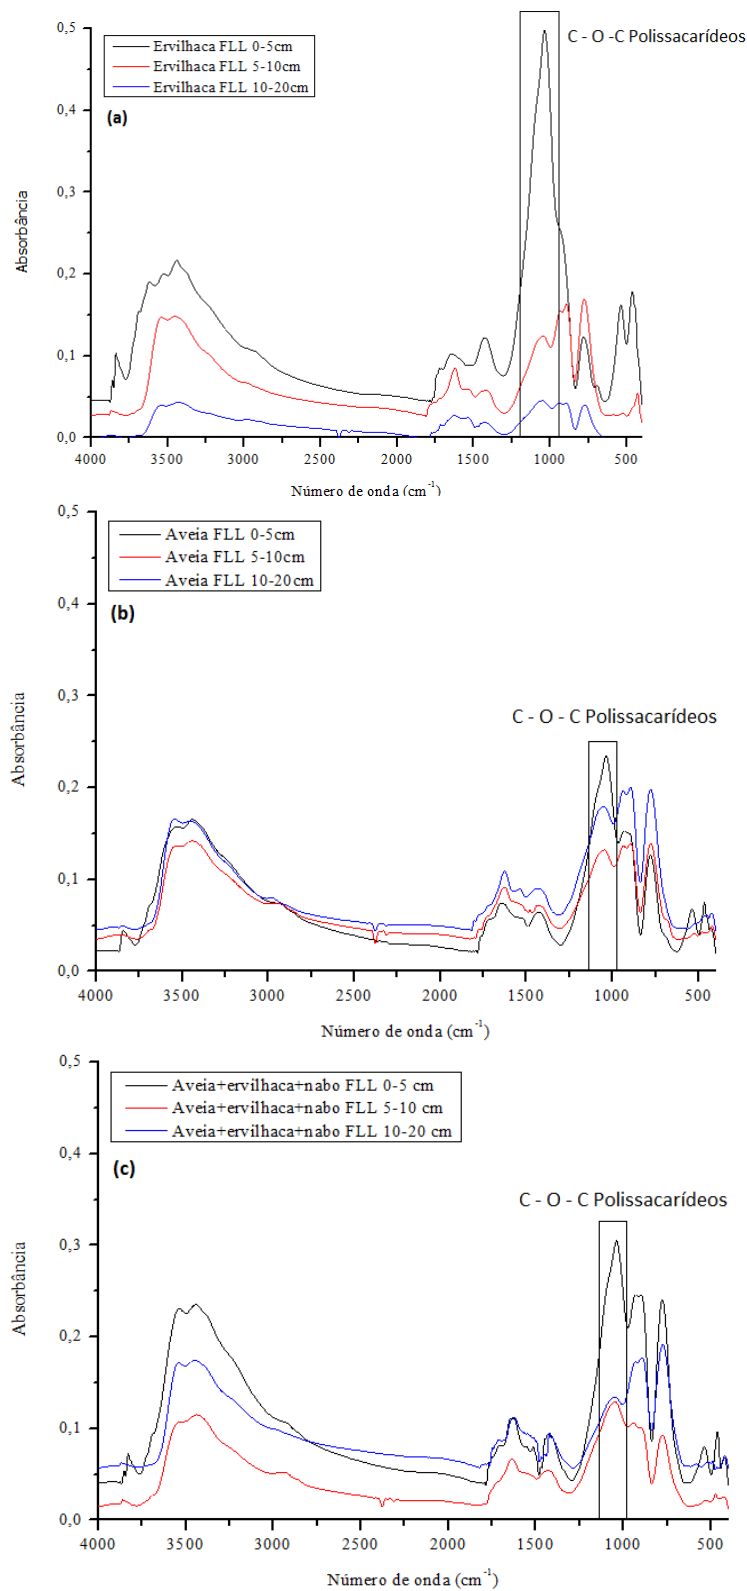 C - O -C Polissacarídeos
0,5
Ervilhaca FLL 0-5cm
Ervilhaca FLL 5-10cm
Ervilhaca FLL 10-20cm
0,4
(a)
0,3
Absorbância
0,2
0,1
0,0
4000 3500 3000 2500 2000 1500 1000 500
Número de onda (cm⁻¹)
0,5
Aveia FLL 0-5cm
Aveia FLL 5-10cm
Aveia FLL 10-20cm
0,4
(b)
0,3
C - O - C Polissacarídeos
Absorbância
0,2
0,1
0,0
4000 3500 3000 2500 2000 1500 1000 500
Número de onda (cm⁻¹)
0,5
Aveia+ervilhaca+nabo FLL 0-5 cm
Aveia+ervilhaca+nabo FLL 5-10 cm
Aveia+ervilhaca+nabo FLL 10-20 cm
0,4
(c)
C - O - C Polissacarídeos
0,3
Absorbância
0,2
0,1
0,0
4000 3500 3000 2500 2000 1500 1000 500
Número de onda (cm⁻¹)